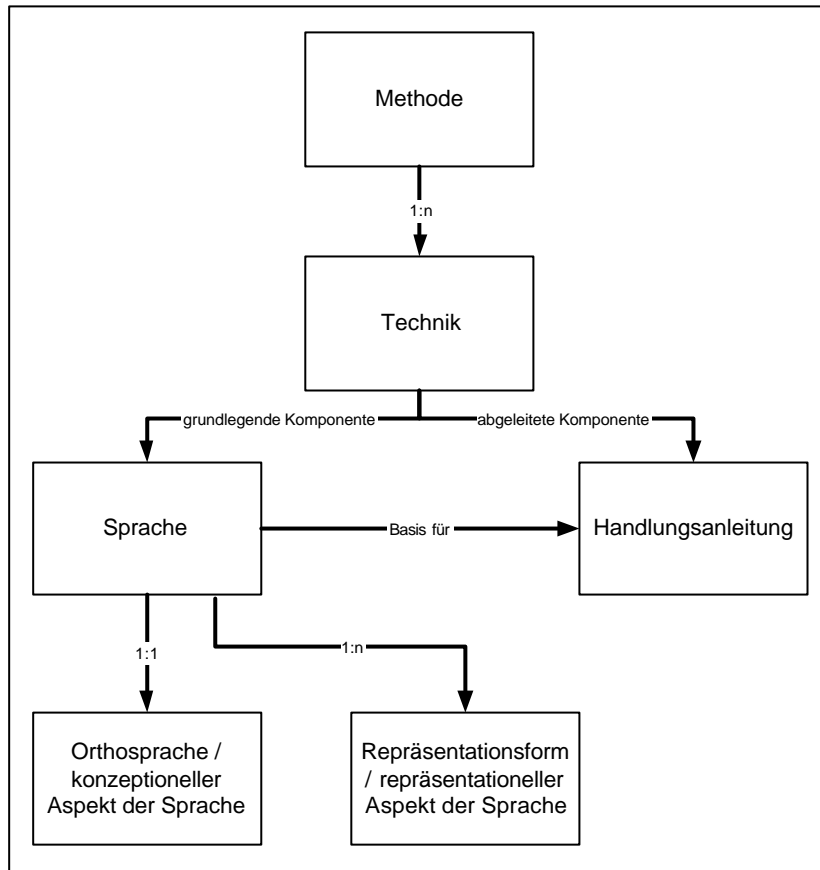 Methode
1:n
Technik
grundlegende Komponente
abgeleitete Komponente
Sprache
Basis für
Handlungsanleitung
1:1
1:n
Orthosprache /
konzeptioneller
Aspekt der Sprache
Repräsentationsform
/ repräsentationeller
Aspekt der Sprache